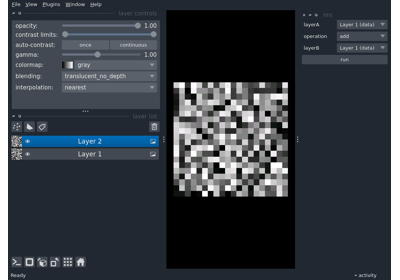 File View Plugins Window Help
layer controls
opacity: 1.00
contrast limits:
auto-contrast: once continuous
gamma: 1.00
colormap: gray
blending: translucent_no_depth
interpolation: nearest
layer list
Layer 2
Layer 1
Ready
layerA Layer 1 (data)
operation add
layerB Layer 1 (data)
run
activity